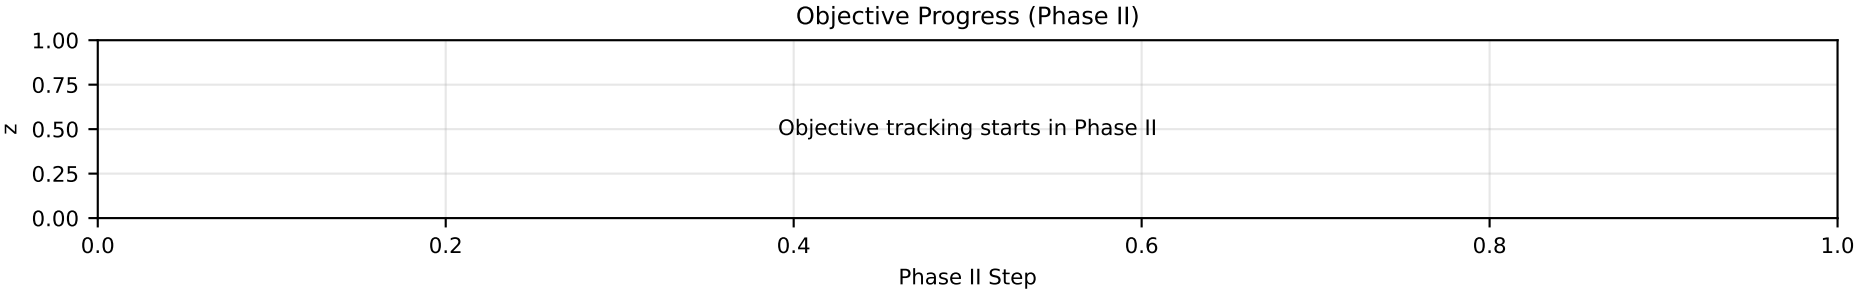 Objective Progress (Phase II)
1.00
0.75
0.50
0.25
0.00
z
Objective tracking starts in Phase II
0.0 0.2 0.4 0.6 0.8 1.0
Phase II Step